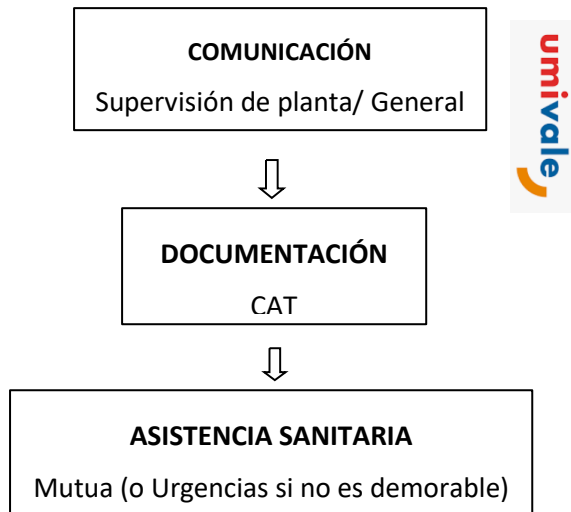 COMUNICACIÓN
Supervisión de planta/ General
umivale
DOCUMENTACIÓN
CAT
ASISTENCIA SANITARIA
Mutua (o Urgencias si no es demorable)